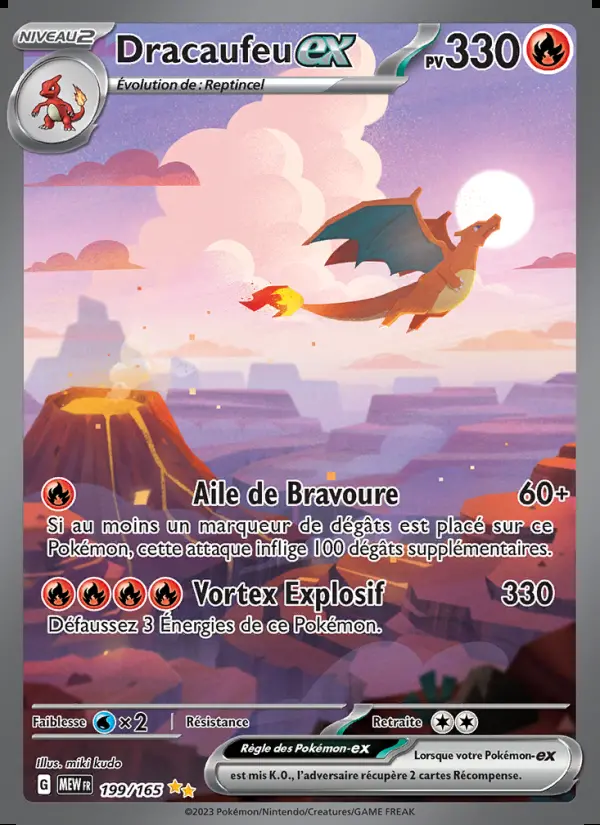 NIVEAU2
Dracaufeu ex
PV 330
Évolution de : Reptincel
Aile de Bravoure 60+
Si au moins un marqueur de dégâts est placé sur ce
Pokémon, cette attaque inflige 100 dégâts supplémentaires.
Vortex Explosif 330
Défaussez 3 Énergies de ce Pokémon.
Faiblesse ×2 Résistance Retraite
Illus. miki kudo
Règle des Pokémon-ex Lorsque votre Pokémon-ex
est mis K.O., l'adversaire récupère 2 cartes Récompense.
G MEW FR 199/165
©2023 Pokémon/Nintendo/Creatures/GAME FREAK